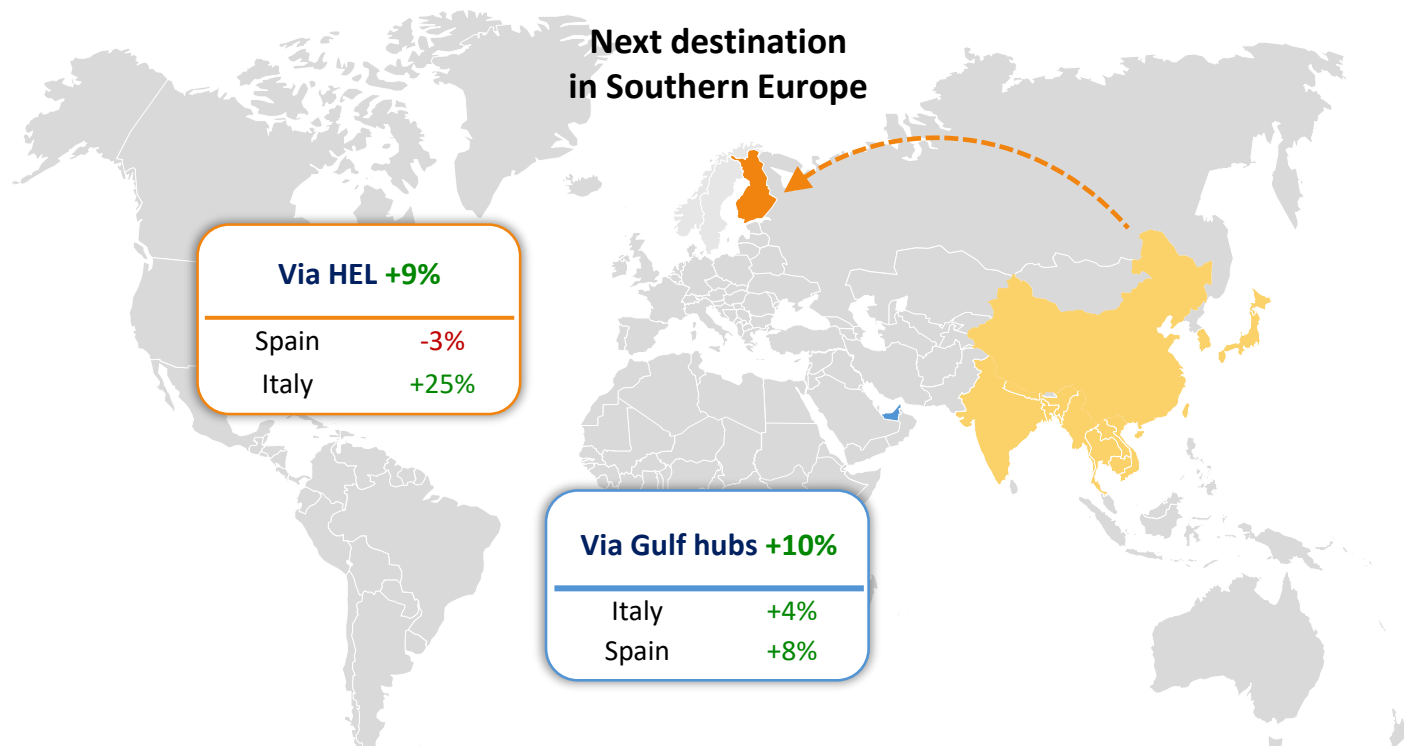 Next destination
in Southern Europe
Via HEL +9%
Spain -3%
Italy +25%
Via Gulf hubs +10%
Italy +4%
Spain +8%